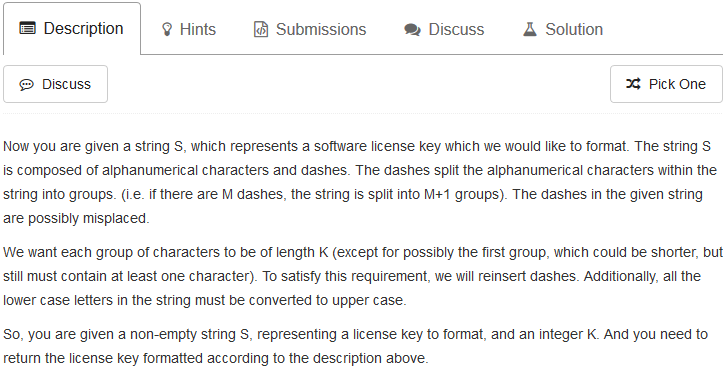 Description Hints Submissions Discuss Solution
Discuss Pick One
Now you are given a string S, which represents a software license key which we would like to format. The string S
is composed of alphanumerical characters and dashes. The dashes split the alphanumerical characters within the
string into groups. (i.e. if there are M dashes, the string is split into M+1 groups). The dashes in the given string
are possibly misplaced.
We want each group of characters to be of length K (except for possibly the first group, which could be shorter, but
still must contain at least one character). To satisfy this requirement, we will reinsert dashes. Additionally, all the
lower case letters in the string must be converted to upper case.
So, you are given a non-empty string S, representing a license key to format, and an integer K. And you need to
return the license key formatted according to the description above.